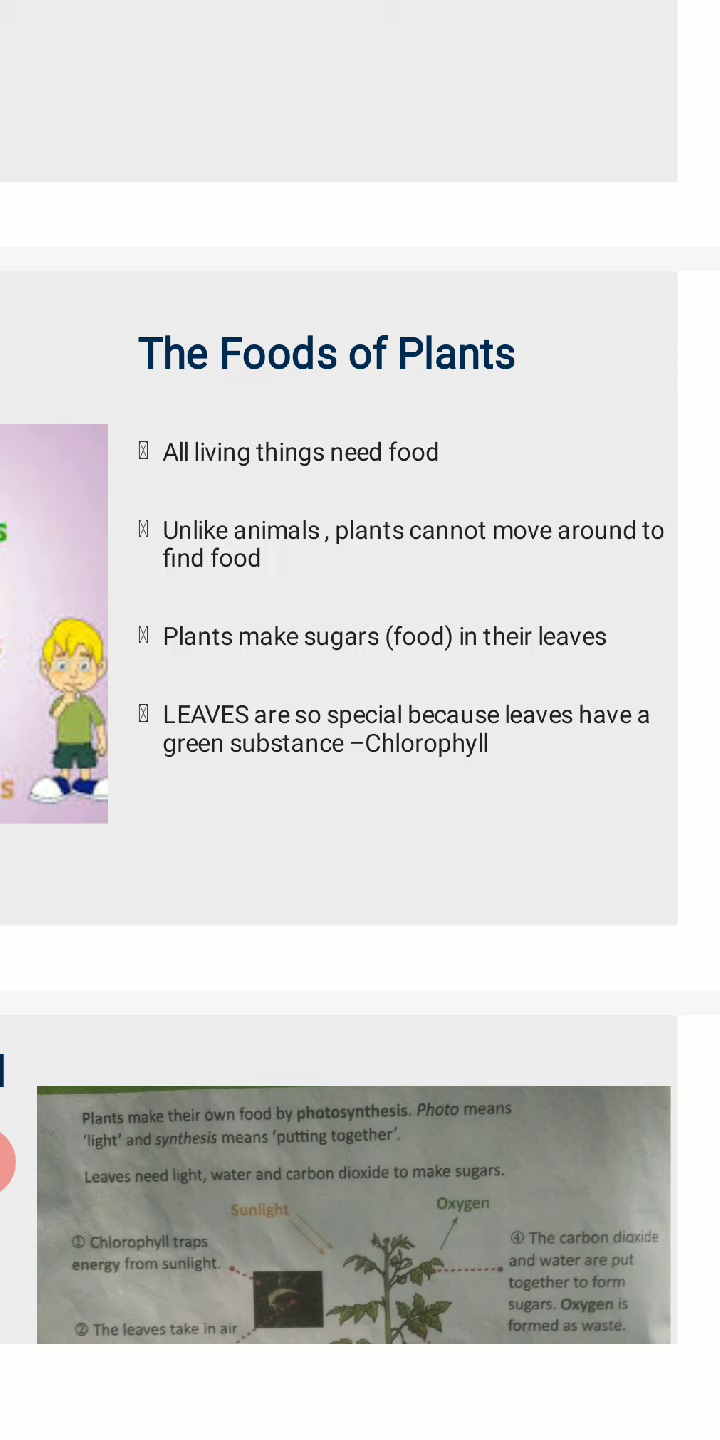 The Foods of Plants
All living things need food
Unlike animals , plants cannot move around to
find food
Plants make sugars (food) in their leaves
LEAVES are so special because leaves have a
green substance –Chlorophyll
s
s
Plants make their own food by photosynthesis. Photo means
'light' and synthesis means 'putting together'.
Leaves need light, water and carbon dioxide to make sugars.
Sunlight
Oxygen
① Chlorophyll traps
energy from sunlight.
② The leaves take in air
④ The carbon dioxide
and water are put
together to form
sugars. Oxygen is
formed as waste.